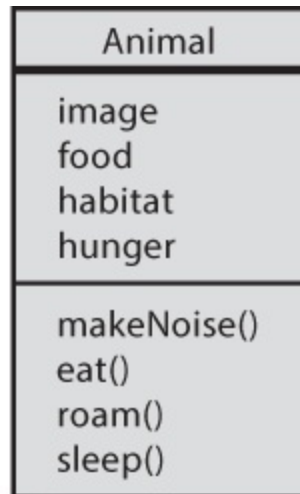 Animal
image
food
habitat
hunger
makeNoise()
eat()
roam()
sleep()